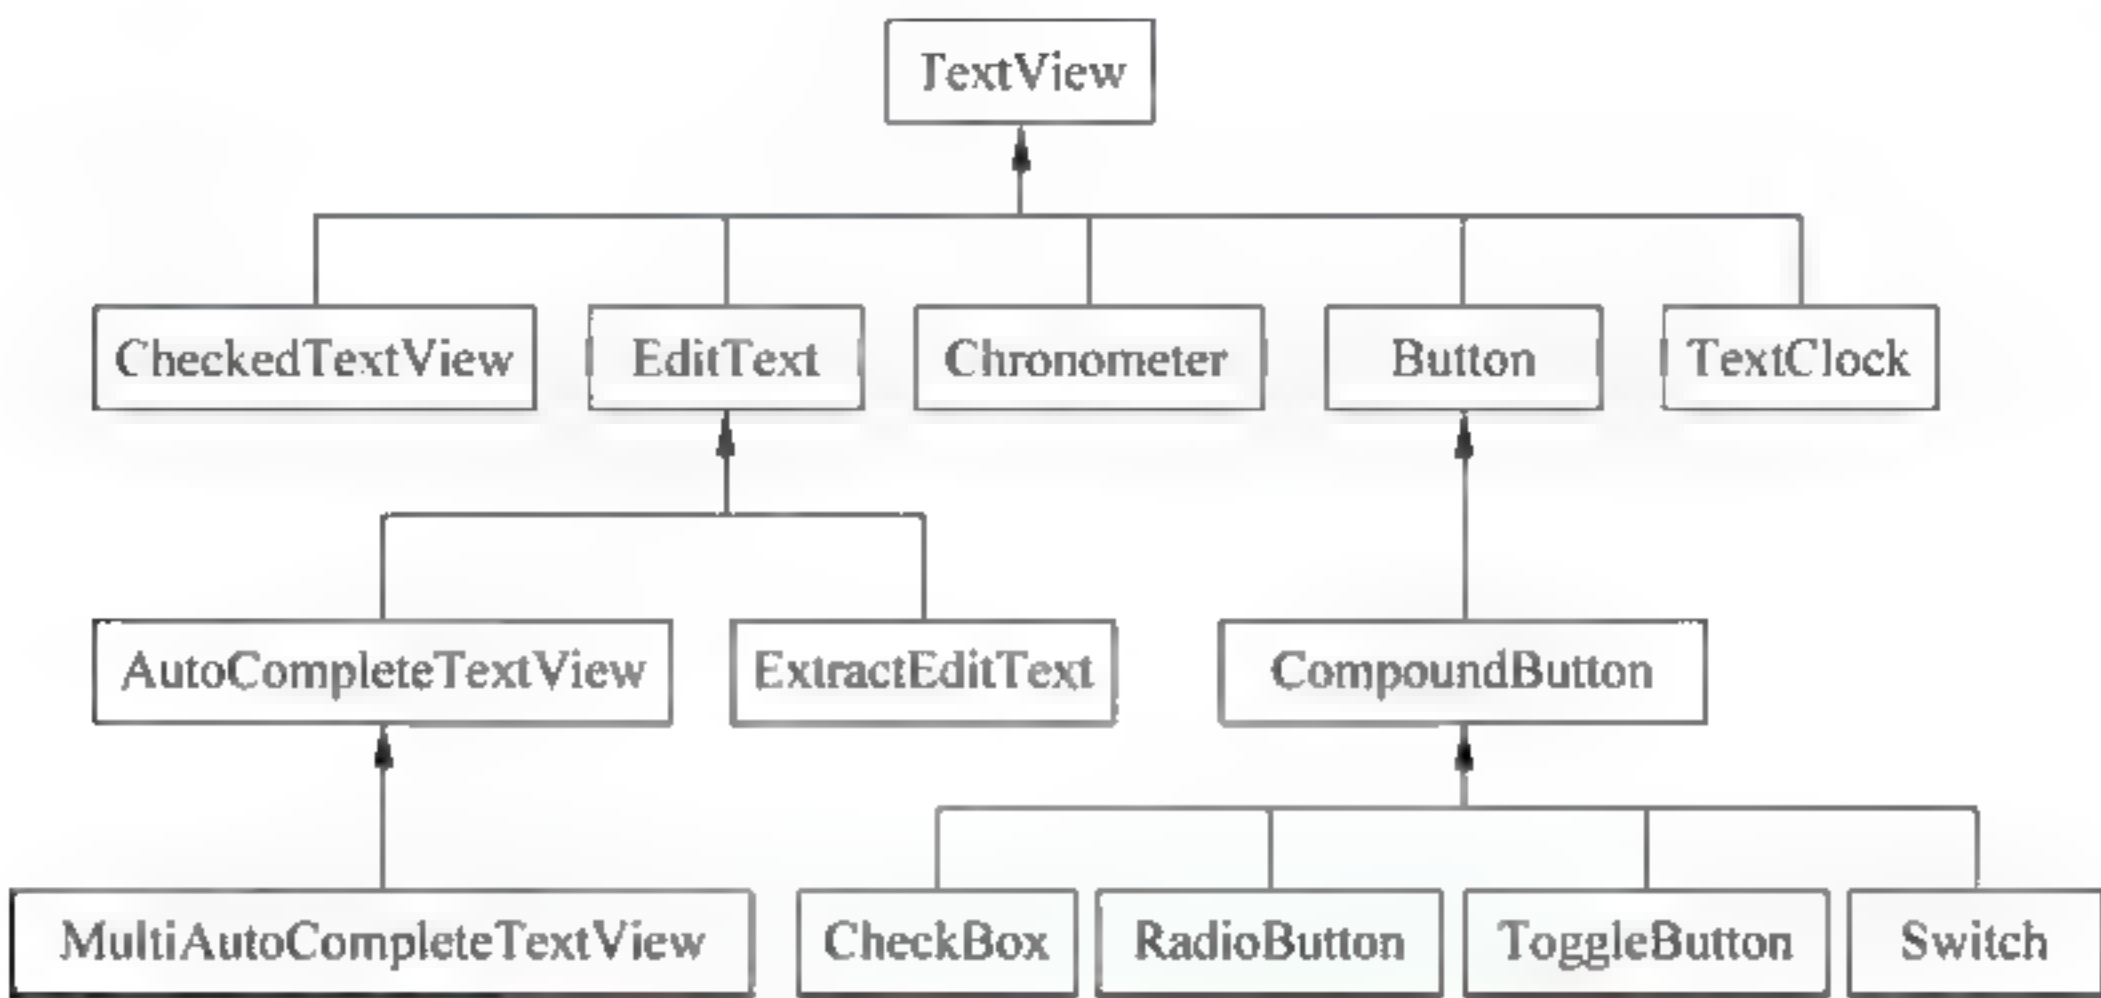 TextView
CheckedTextView
EditText
Chronometer
Button
TextClock
AutoCompleteTextView
ExtractEditText
CompoundButton
MultiAutoCompleteTextView
CheckBox
RadioButton
ToggleButton
Switch